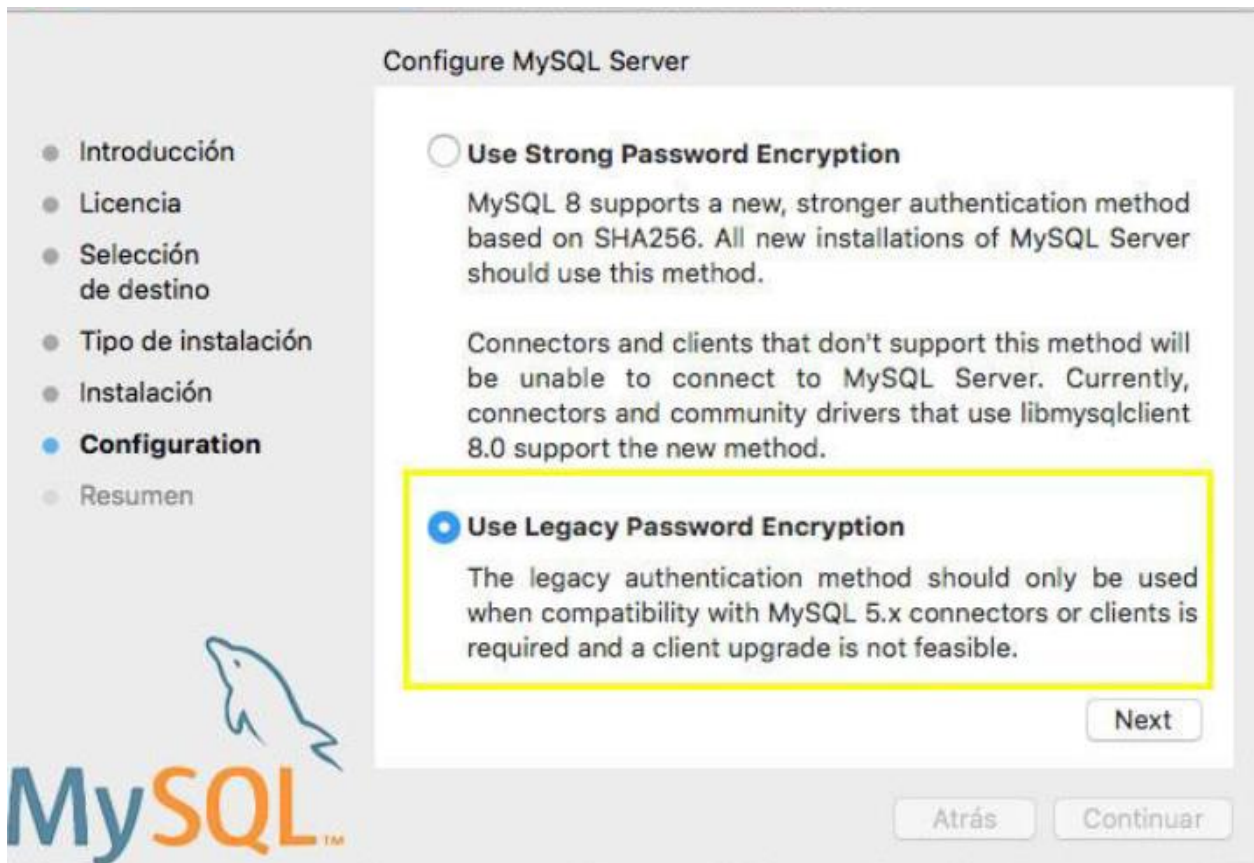 Configure MySQL Server
Introducción
Licencia
Selección
de destino
Tipo de instalación
Instalación
Configuration
Resumen
Use Strong Password Encryption
MySQL 8 supports a new, stronger authentication method
based on SHA256. All new installations of MySQL Server
should use this method.
Connectors and clients that don't support this method will
be unable to connect to MySQL Server. Currently,
connectors and community drivers that use libmysqlclient
8.0 support the new method.
Use Legacy Password Encryption
The legacy authentication method should only be used
when compatibility with MySQL 5.x connectors or clients is
required and a client upgrade is not feasible.
Next
MySQL™
Atrás
Continuar